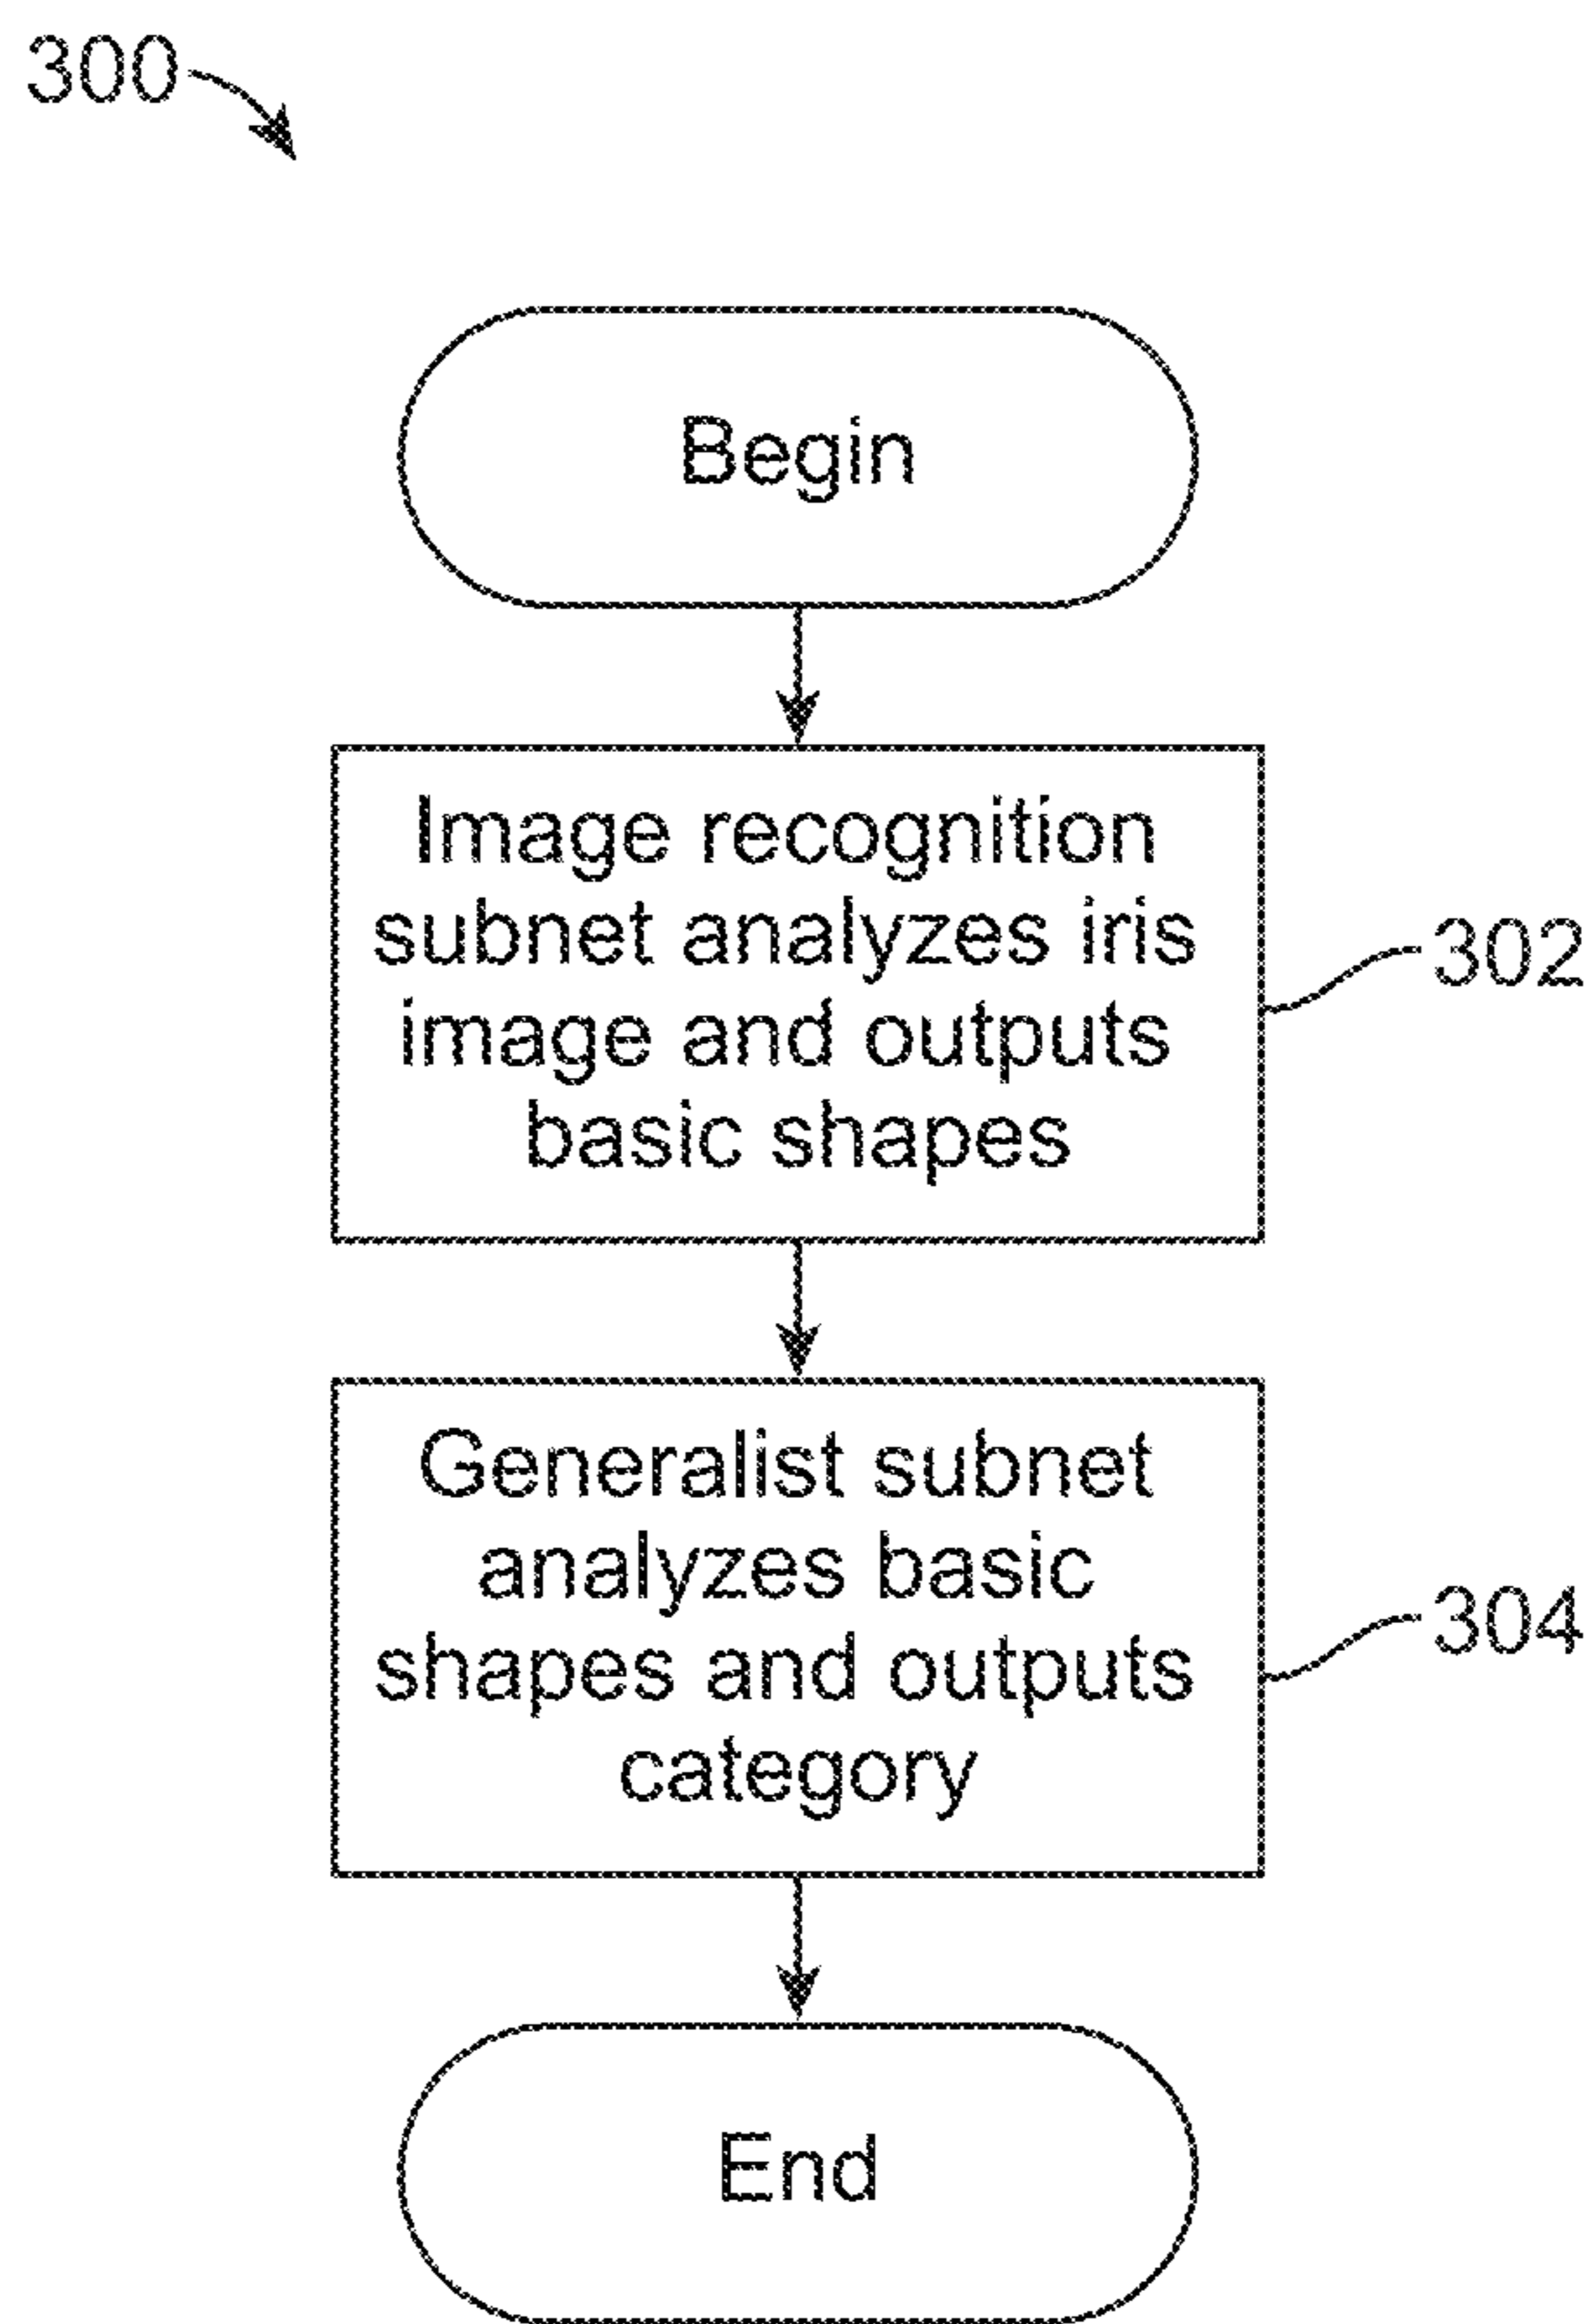 300
Begin
Image recognition
subnet analyzes iris
image and outputs
basic shapes
302
Generalist subnet
analyzes basic
shapes and outputs
category
304
End